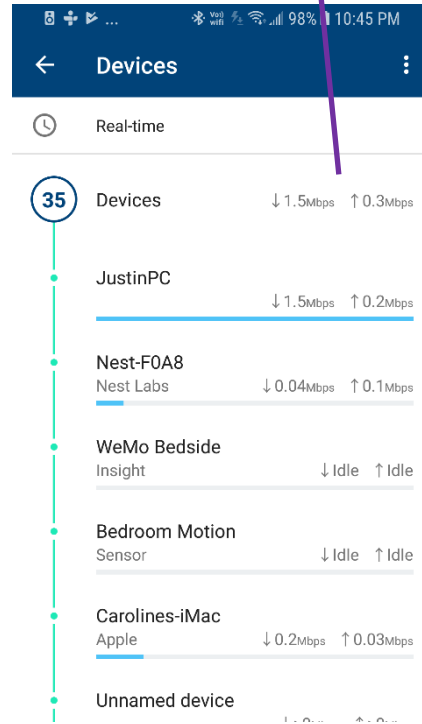 ... Vo) wifi 98% 10:45 PM
Devices
Real-time
35 Devices ↓1.5Mbps ↑0.3Mbps
JustinPC
↓1.5Mbps ↑0.2Mbps
Nest-F0A8
Nest Labs ↓0.04Mbps ↑0.1Mbps
WeMo Bedside
Insight ↓Idle ↑Idle
Bedroom Motion
Sensor ↓Idle ↑Idle
Carolines-iMac
Apple ↓0.2Mbps ↑0.03Mbps
Unnamed device